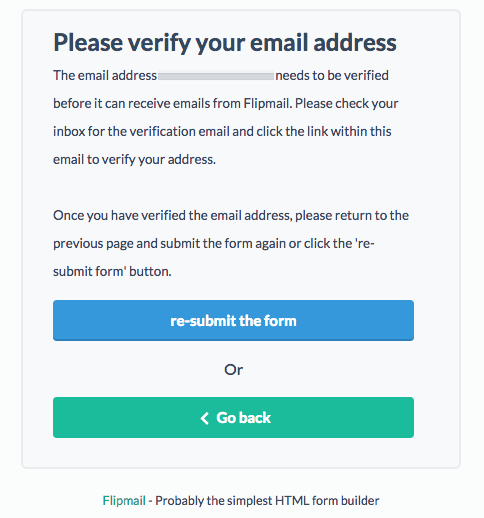 Please verify your email address
The email address needs to be verified
before it can receive emails from Flipmail. Please check your
inbox for the verification email and click the link within this
email to verify your address.
Once you have verified the email address, please return to the
previous page and submit the form again or click the 're-
submit form' button.
re-submit the form
Or
Go back
Flipmail - Probably the simplest HTML form builder